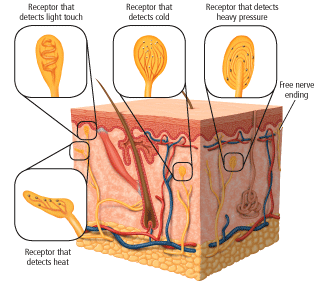 Receptor that
detects light touch
Receptor that
detects cold
Receptor that detects
heavy pressure
Free nerve
ending
Receptor that
detects heat